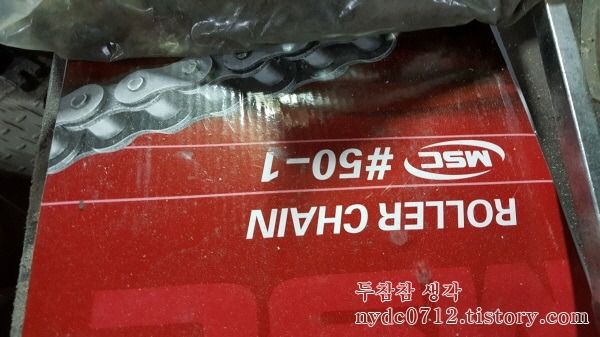 ROLLER CHAIN
MSC #50-1
두참참 생각
nydc0712.tistory.com